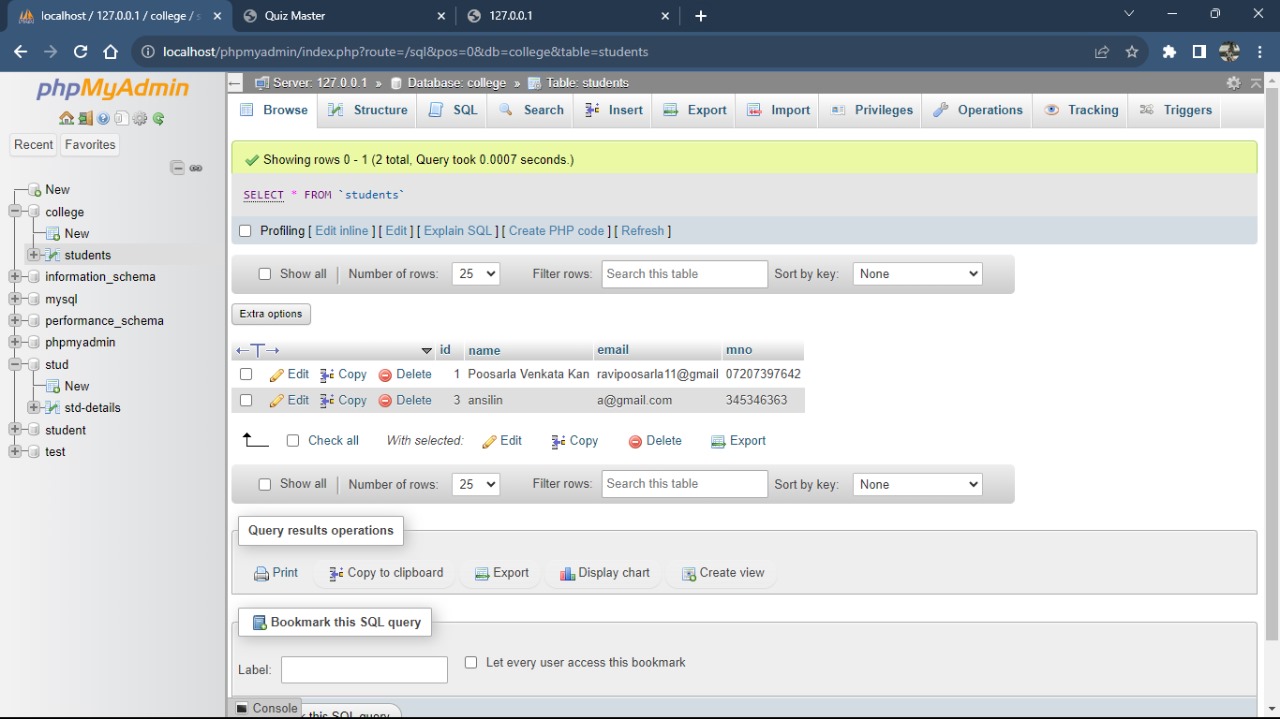 localhost / 127.0.0.1 / college / s
Quiz Master
127.0.0.1
localhost/phpmyadmin/index.php?route=/sql&pos=0&db=college&table=students
phpMyAdmin
Recent Favorites
New
college
New
students
information_schema
mysql
performance_schema
phpmyadmin
stud
New
std-details
student
test
Server: 127.0.0.1 » Database: college » Table: students
Browse Structure SQL Search Insert Export Import Privileges Operations Tracking Triggers
Showing rows 0 - 1 (2 total, Query took 0.0007 seconds.)
SELECT * FROM `students`
Profiling [ Edit inline ] [ Edit ] [ Explain SQL ] [ Create PHP code ] [ Refresh ]
Show all Number of rows: 25 Filter rows: Search this table Sort by key: None
Extra options
id name email mno
Edit Copy Delete 1 Poosarla Venkata Kan ravipoosarla11@gmail 07207397642
Edit Copy Delete 3 ansilin a@gmail.com 345346363
Check all With selected: Edit Copy Delete Export
Show all Number of rows: 25 Filter rows: Search this table Sort by key: None
Query results operations
Print Copy to clipboard Export Display chart Create view
Bookmark this SQL query
Label: Let every user access this bookmark
Console this SQL query